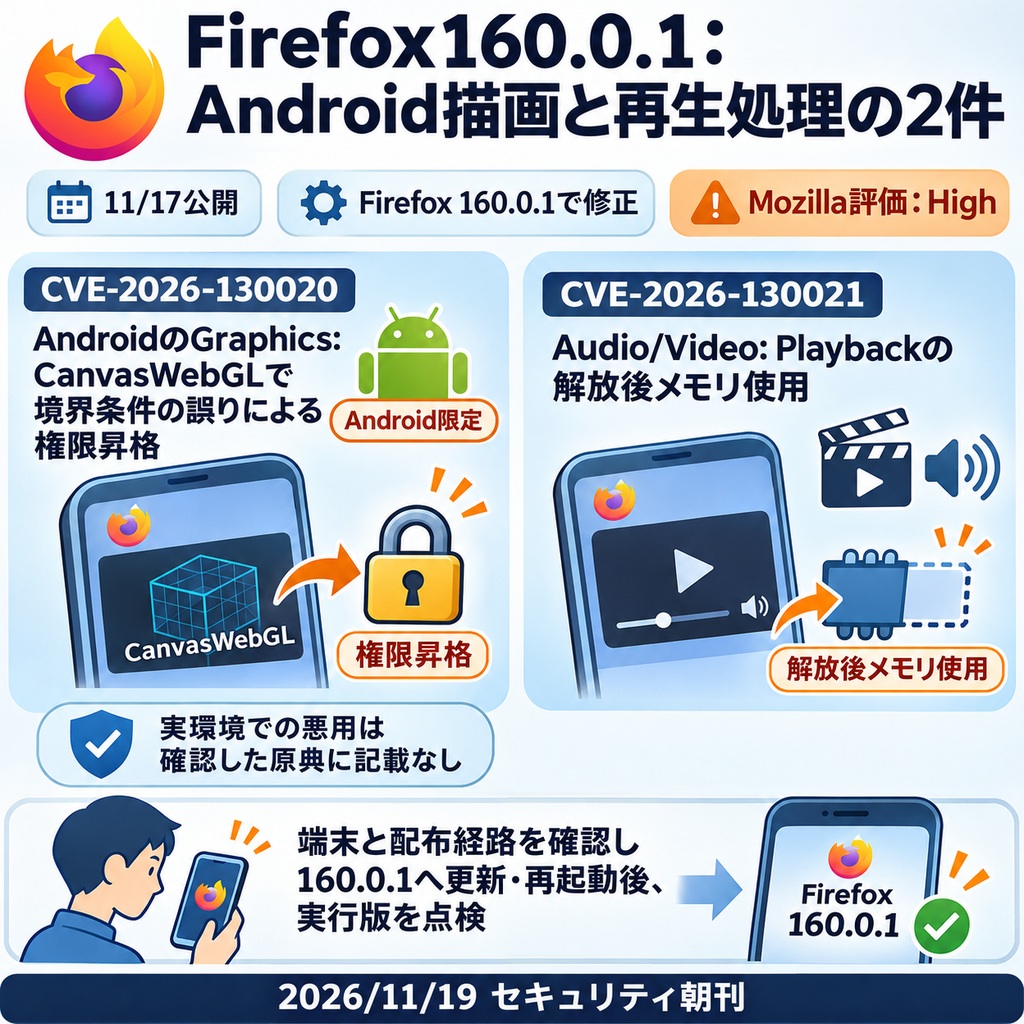 Firefox160.0.1:
Android描画と再生処理の2件
11/17公開
Firefox 160.0.1で修正
Mozilla評価：High
CVE-2026-130020
AndroidのGraphics:
CanvasWebGLで
境界条件の誤りによる
権限昇格
Android限定
CanvasWebGL
権限昇格
CVE-2026-130021
Audio/Video: Playbackの
解放後メモリ使用
解放後メモリ使用
実環境での悪用は
確認した原典に記載なし
端末と配布経路を確認し
160.0.1へ更新・再起動後、
実行版を点検
Firefox
160.0.1
2026/11/19 セキュリティ朝刊